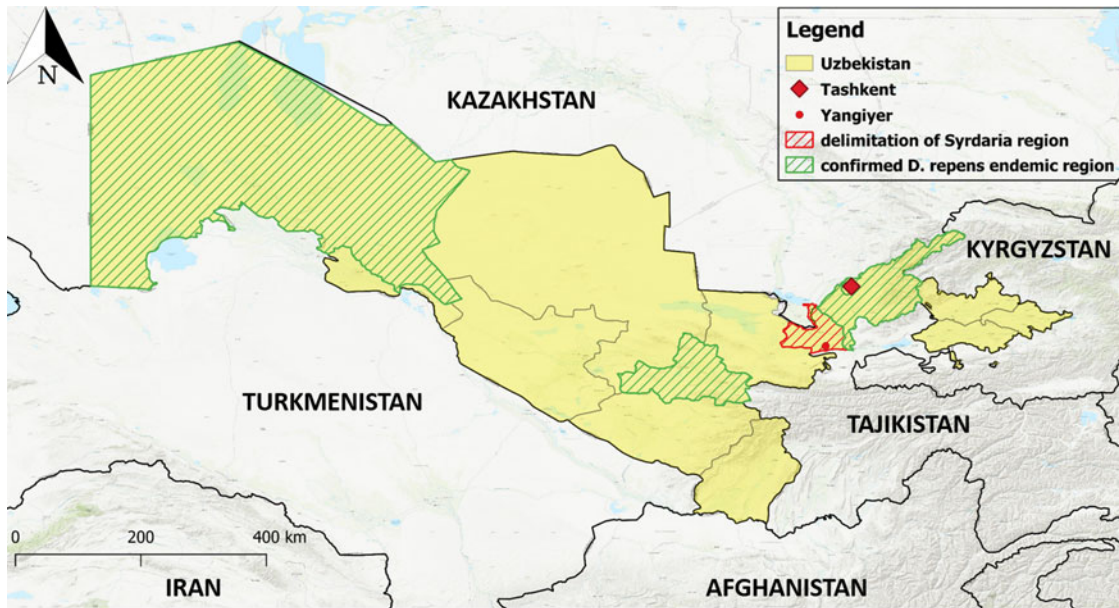 N
KAZAKHSTAN
Legend
Uzbekistan
Tashkent
Yangiyer
delimitation of Syrdaria region
confirmed D. repens endemic region
KYRGYZSTAN
TURKMENISTAN
TAJIKISTAN
0 200 400 km
IRAN
AFGHANISTAN